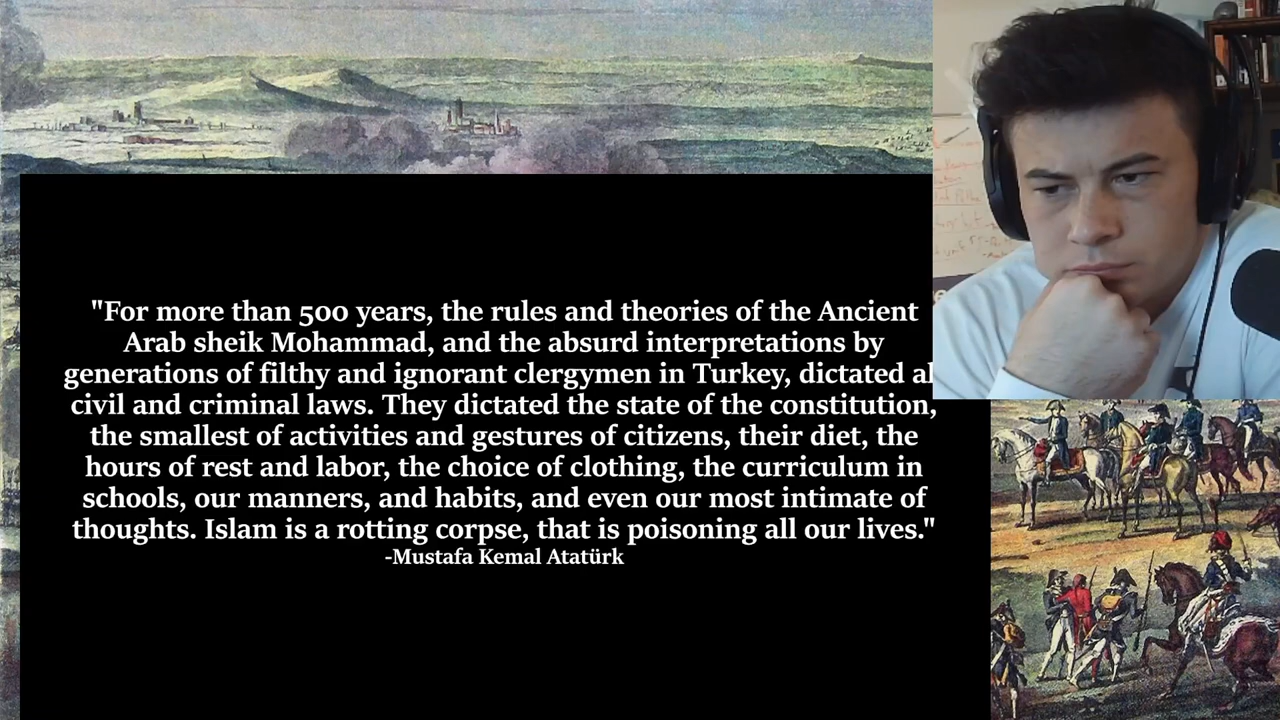 "For more than 500 years, the rules and theories of the Ancient
Arab sheik Mohammad, and the absurd interpretations by
generations of filthy and ignorant clergymen in Turkey, dictated al
civil and criminal laws. They dictated the state of the constitution,
the smallest of activities and gestures of citizens, their diet, the
hours of rest and labor, the choice of clothing, the curriculum in
schools, our manners, and habits, and even our most intimate of
thoughts. Islam is a rotting corpse, that is poisoning all our lives."
-Mustafa Kemal Atatürk